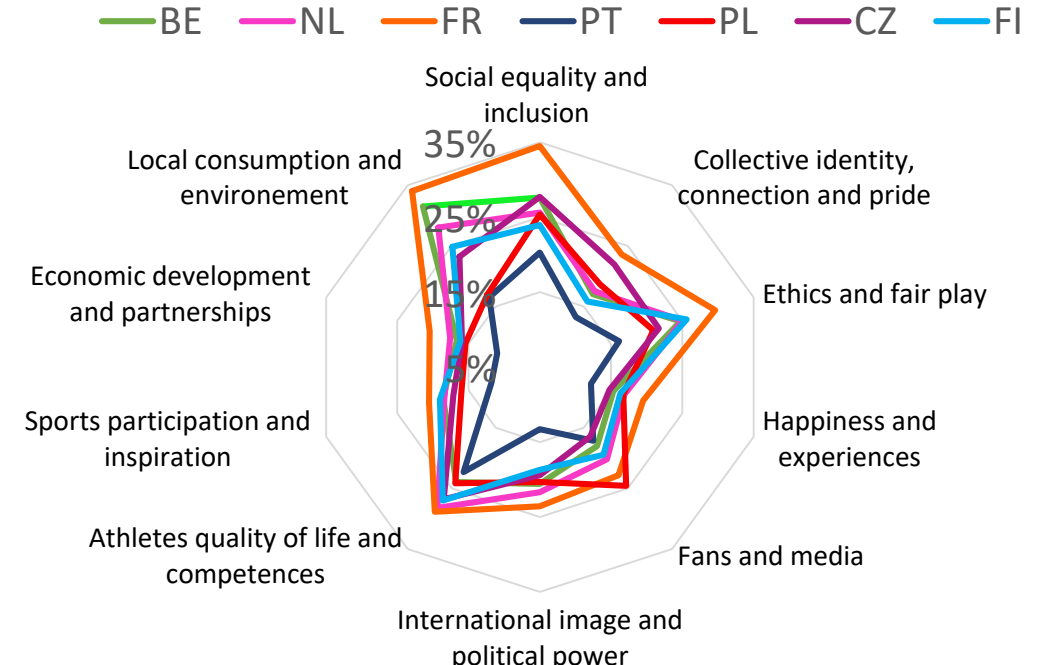 BE NL FR PT PL CZ FI
Social equality and
inclusion
35%
25%
15%
5%
Collective identity,
connection and pride
Ethics and fair play
Happiness and
experiences
Fans and media
International image and
political power
Athletes quality of life and
competences
Sports participation and
inspiration
Economic development
and partnerships
Local consumption and
environement